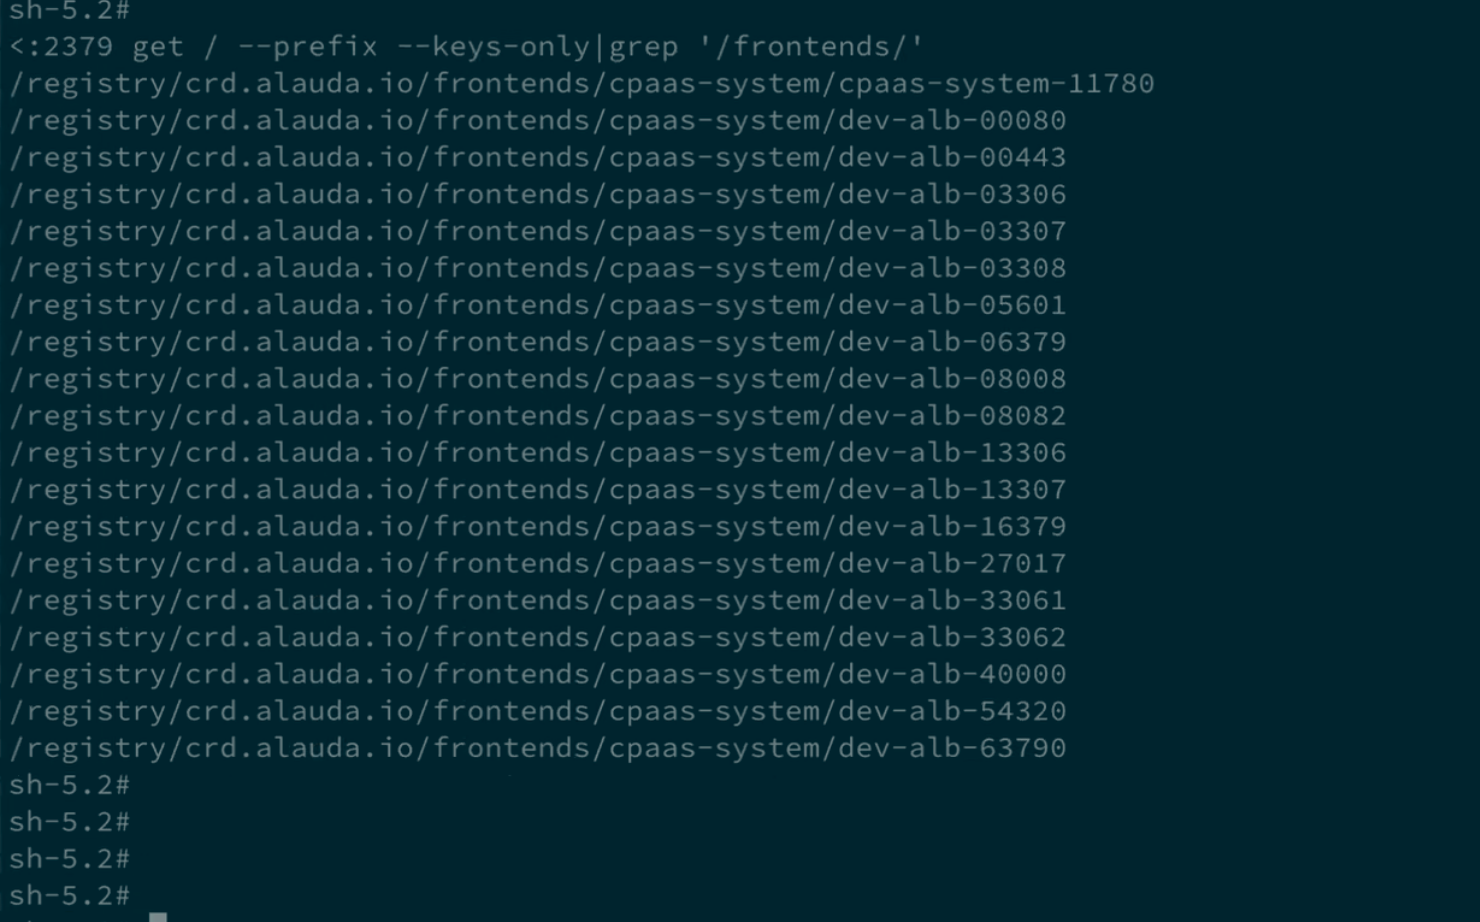 sh-5.2#
<:2379 get / --prefix --keys-only|grep '/frontends/'
/registry/crd.alauda.io/frontends/cpaas-system/cpaas-system-11780
/registry/crd.alauda.io/frontends/cpaas-system/dev-alb-00080
/registry/crd.alauda.io/frontends/cpaas-system/dev-alb-00443
/registry/crd.alauda.io/frontends/cpaas-system/dev-alb-03306
/registry/crd.alauda.io/frontends/cpaas-system/dev-alb-03307
/registry/crd.alauda.io/frontends/cpaas-system/dev-alb-03308
/registry/crd.alauda.io/frontends/cpaas-system/dev-alb-05601
/registry/crd.alauda.io/frontends/cpaas-system/dev-alb-06379
/registry/crd.alauda.io/frontends/cpaas-system/dev-alb-08008
/registry/crd.alauda.io/frontends/cpaas-system/dev-alb-08082
/registry/crd.alauda.io/frontends/cpaas-system/dev-alb-13306
/registry/crd.alauda.io/frontends/cpaas-system/dev-alb-13307
/registry/crd.alauda.io/frontends/cpaas-system/dev-alb-16379
/registry/crd.alauda.io/frontends/cpaas-system/dev-alb-27017
/registry/crd.alauda.io/frontends/cpaas-system/dev-alb-33061
/registry/crd.alauda.io/frontends/cpaas-system/dev-alb-33062
/registry/crd.alauda.io/frontends/cpaas-system/dev-alb-40000
/registry/crd.alauda.io/frontends/cpaas-system/dev-alb-54320
/registry/crd.alauda.io/frontends/cpaas-system/dev-alb-63790
sh-5.2#
sh-5.2#
sh-5.2#
sh-5.2#